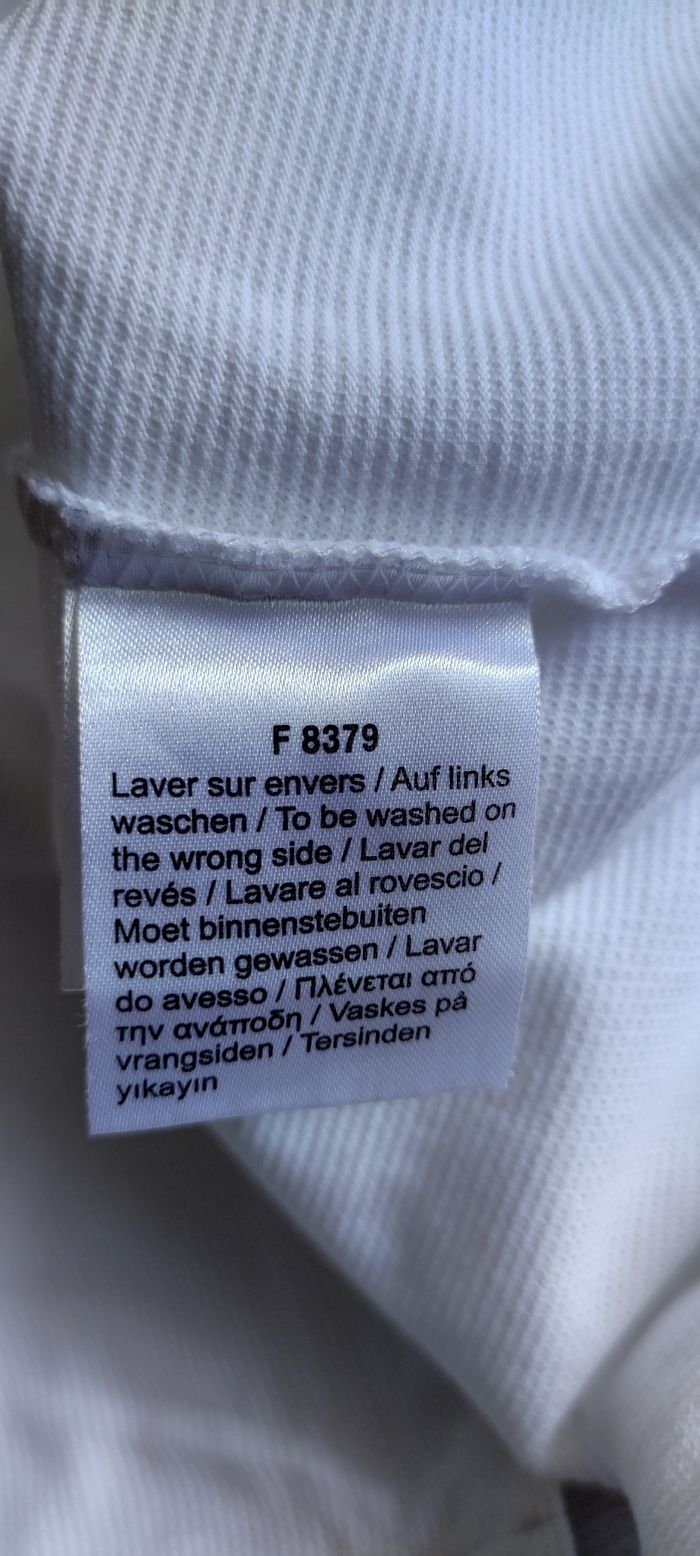 F 8379
Laver sur envers / Auf links
waschen / To be washed on
the wrong side / Lavar del
revés / Lavare al rovescio /
Moet binnenstebuiten
worden gewassen / Lavar
do avesso / Πλένεται από
την ανάποδη / Vaskes på
vrangsiden / Tersinden
yıkayın